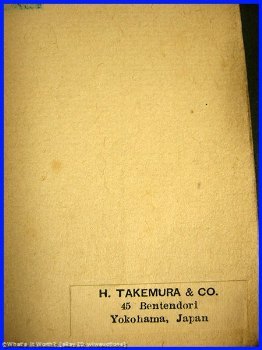 H. TAKEMURA & CO.
45 Bentendori
Yokohama, Japan